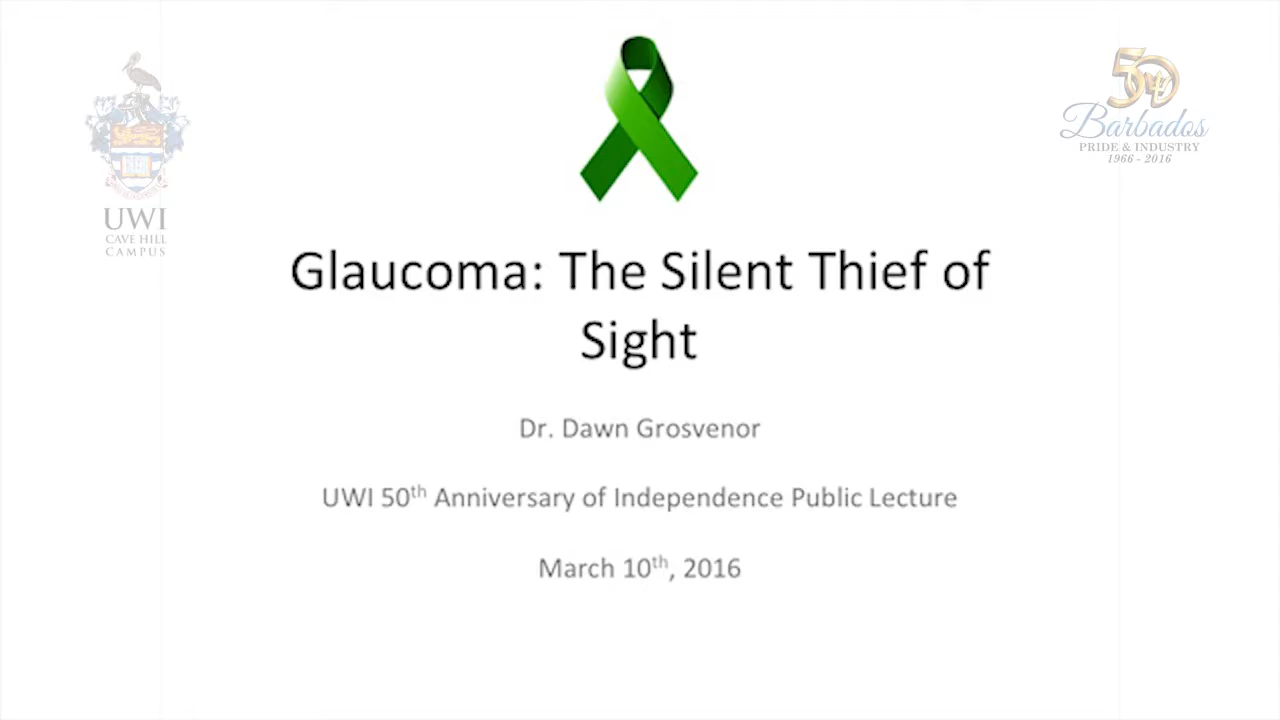 50
Barbados
PRIDE & INDUSTRY
1966 - 2016
UWI
CAVE HILL
CAMPUS
Glaucoma: The Silent Thief of
Sight
Dr. Dawn Grosvenor
UWI 50th Anniversary of Independence Public Lecture
March 10th, 2016